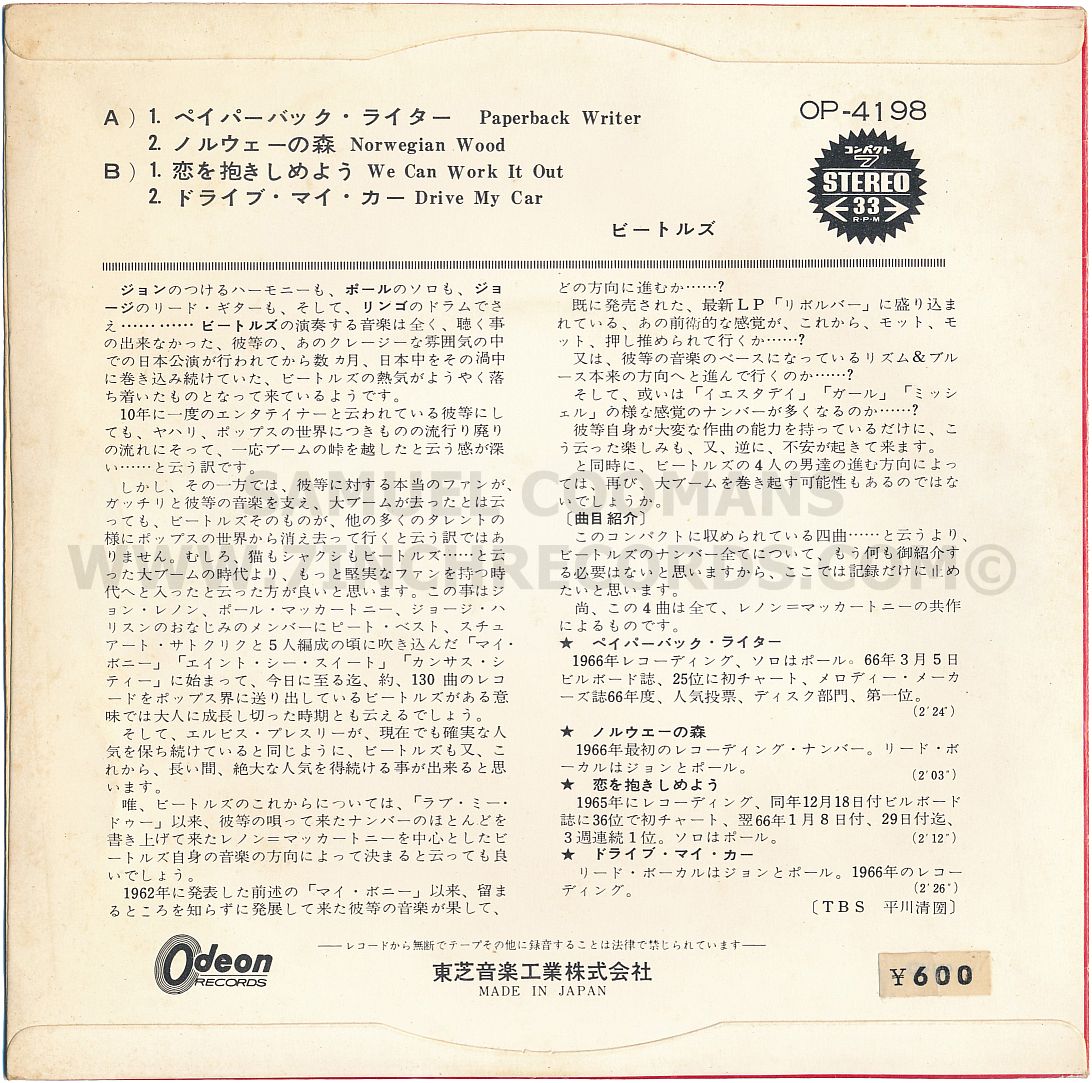 A) 1. ペイパーバック・ライター Paperback Writer
2. ノルウェーの森 Norwegian Wood
B) 1. 恋を抱きしめよう We Can Work It Out
2. ドライブ・マイ・カー Drive My Car
ビートルズ
OP-4198
コンパクト
7
STEREO
33
R·P·M
ジョンのつけるハーモニーも、ポールのソロも、ジョ
ージのリード・ギターも、そして、リンゴのドラムでさ
え………… ビートルズの演奏する音楽は全く、聴く事
の出来なかった、彼等の、あのクレージーな雰囲気の中
での日本公演が行われてから数ヵ月、日本中をその渦中
に巻き込み続けていた、ビートルズの熱気がようやく落
ち着いたものとなって来ているようです。
10年に一度のエンタテイナーと云われている彼等にし
ても、ヤハリ、ポップスの世界につきものの流行り廃り
の流れにそって、一応ブームの峠を越したと云う感が深
い……と云う訳です。
しかし、その一方では、彼等に対する本当のファンが、
ガッチリと彼等の音楽を支え、大ブームが去ったとは云
っても、ビートルズそのものが、他の多くのタレントの
様にポップスの世界から消え去って行くと云う訳ではあ
りません。むしろ、猫もシャクシもビートルズ……と云
った大ブームの時代より、もっと堅実なファンを持つ時
代へと入ったと云った方が良いと思います。この事はジ
ョン・レノン、ポール・マッカートニー、ジョージ・ハ
リスンのおなじみのメンバーにピート・ベスト、スチュ
アート・サトクリクと5人編成の頃に吹き込んだ「マイ・
ボニー」「エイント・シー・スイート」「カンサス・シ
ティー」に始まって、今日に至る迄、約、130 曲のレコ
ードをポップス界に送り出しているビートルズがある意
味では大人に成長し切った時期とも云えるでしょう。
そして、エルビス・プレスリーが、現在でも確実な人
気を保ち続けていると同じように、ビートルズも又、こ
れから、長い間、絶大な人気を得続ける事が出来ると思
います。
唯、ビートルズのこれからについては、「ラブ・ミー・
ドゥー」以来、彼等の唄って来たナンバーのほとんどを
書き上げて来たレノン=マッカートニーを中心としたビ
ートルズ自身の音楽の方向によって決まると云っても良
いでしょう。
1962年に発表した前述の「マイ・ボニー」以来、留ま
るところを知らずに発展して来た彼等の音楽が果して、
どの方向に進むか……?
既に発売された、最新LP「リボルバー」に盛り込ま
れている、あの前術的な感覚が、これから、モット、モ
ット、押し推められて行くか……?
又は、彼等の音楽のベースになっているリズム&ブル
ース本来の方向へと進んで行くのか……?
そして、或いは「イエスタデイ」「ガール」「ミッシ
ェル」の様な感覚のナンバーが多くなるのか……?
彼等自身が大変な作曲の能力を持っているだけに、こ
う云った楽しみも、又、逆に、不安が起きて来ます。
と同時に、ビートルズの4人の男達の進む方向によっ
ては、再び、大ブームを巻き起す可能性もあるのではな
いでしょうか。
〔曲目紹介〕
このコンパクトに収められている四曲……と云うより、
ビートルズのナンバー全てについて、もう何も御紹介す
る必要はないと思いますから、ここでは記録だけに止め
たいと思います。
尚、この4曲は全て、レノン=マッカートニーの共作
によるものです。
★ ペイパーバック・ライター
1966年レコーディング、ソロはポール。66年3月5日
ビルボード誌、25位に初チャート、メロディー・メーカ
ーズ誌66年度、人気投票、ディスク部門、第一位。
(2'24")
★ ノルウェーの森
1966年最初のレコーディング・ナンバー。リード・ボ
ーカルはジョンとポール。
(2'03")
★ 恋を抱きしめよう
1965年にレコーディング、同年12月18日付ビルボード
誌に36位で初チャート、翌66年1月8日付、29日付迄、
3週連続1位。ソロはポール。 (2'12")
★ ドライブ・マイ・カー
リード・ボーカルはジョンとポール。1966年のレコー
ディング。 (2'26")
〔TBS 平川清圀〕
SAMUEL COOMANS
Odeon
RECORDS
——レコードから無断でテープその他に録音することは法律で禁じられています——
東芝音楽工業株式会社
MADE IN JAPAN
¥600